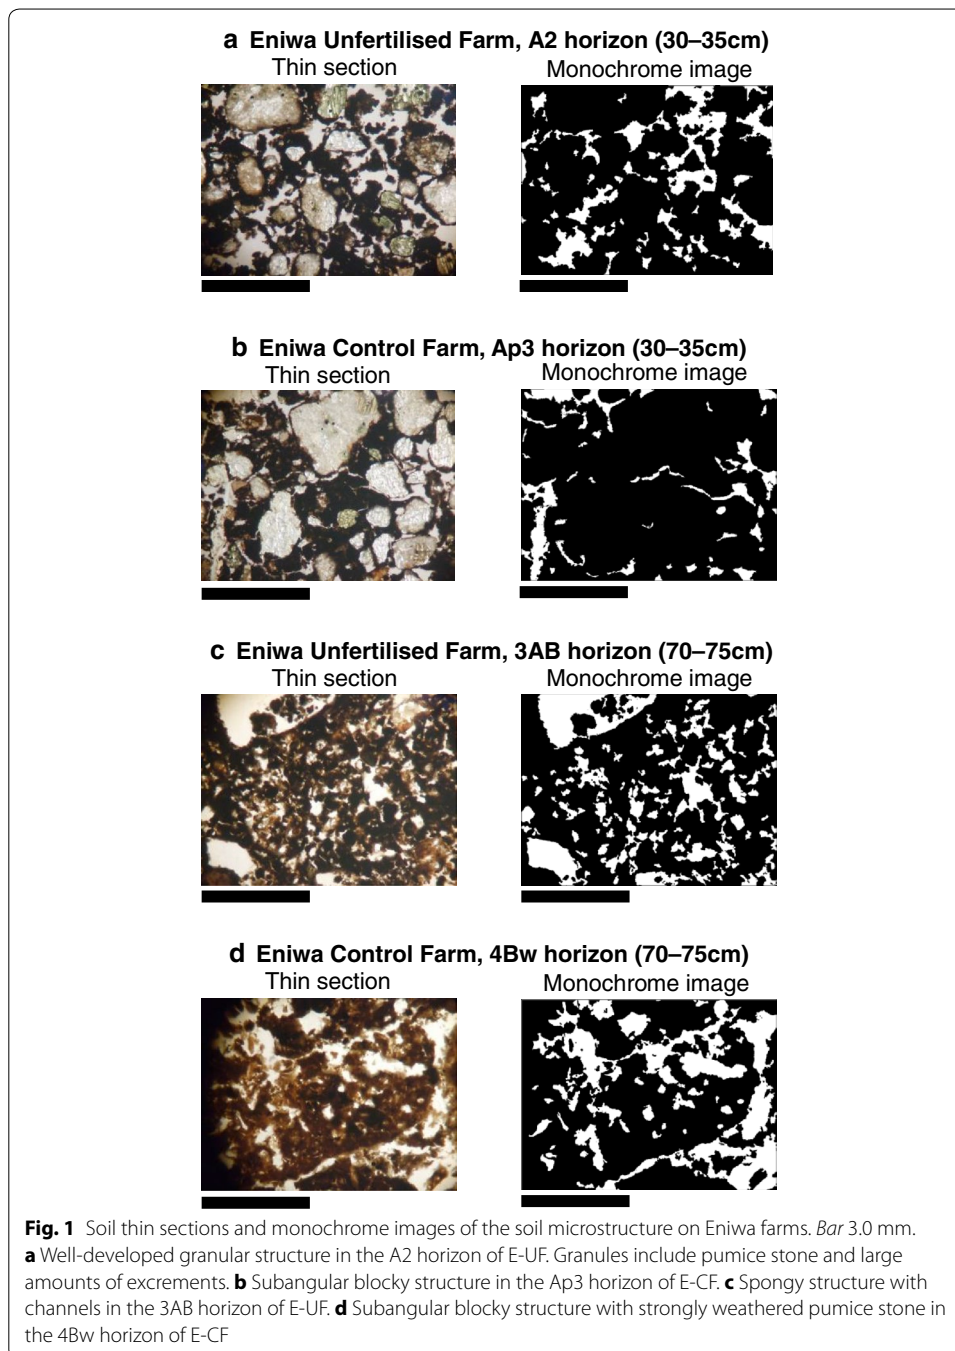 a Eniwa Unfertilised Farm, A2 horizon (30–35cm)
Thin section Monochrome image
b Eniwa Control Farm, Ap3 horizon (30–35cm)
Thin section Monochrome image
c Eniwa Unfertilised Farm, 3AB horizon (70–75cm)
Thin section Monochrome image
d Eniwa Control Farm, 4Bw horizon (70–75cm)
Thin section Monochrome image
Fig. 1 Soil thin sections and monochrome images of the soil microstructure on Eniwa farms. Bar 3.0 mm.
a Well-developed granular structure in the A2 horizon of E-UF. Granules include pumice stone and large
amounts of excrements. b Subangular blocky structure in the Ap3 horizon of E-CF. c Spongy structure with
channels in the 3AB horizon of E-UF. d Subangular blocky structure with strongly weathered pumice stone in
the 4Bw horizon of E-CF